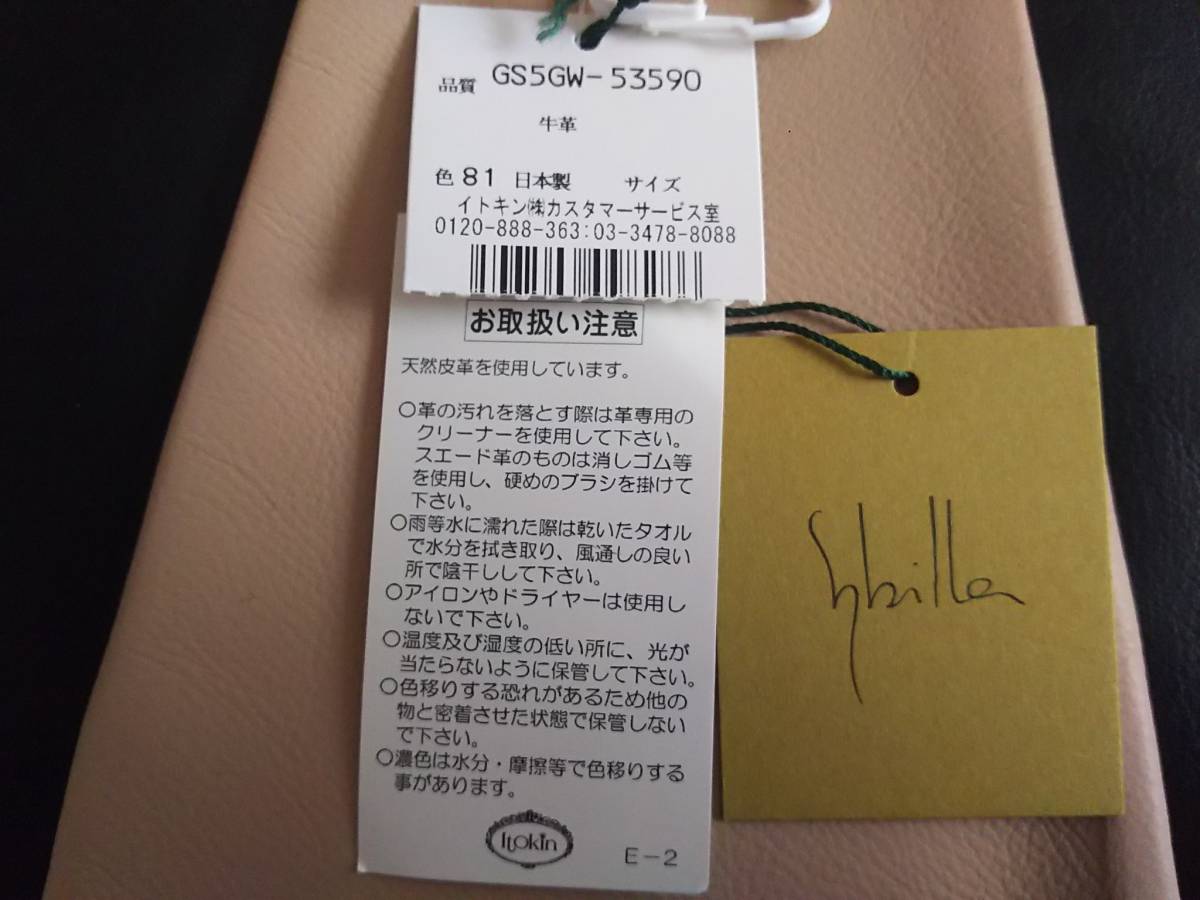 品質 GS5GW-53590
牛革
色 81 日本製 サイズ
イトキン㈱カスタマーサービス室
0120-888-363:03-3478-8088
お取扱い注意
天然皮革を使用しています。
○革の汚れを落とす際は革専用の
クリーナーを使用して下さい。
スエード革のものは消しゴム等
を使用し、硬めのブラシを掛けて
下さい。
○雨等水に濡れた際は乾いたタオル
で水分を拭き取り、風通しの良い
所で陰干しして下さい。
○アイロンやドライヤーは使用し
ないで下さい。
○温度及び湿度の低い所に、光が
当たらないように保管して下さい。
○色移りする恐れがあるため他の
物と密着させた状態で保管しない
で下さい。
○濃色は水分・摩擦等で色移りする
事があります。
Itokin
E-2
Sybilla